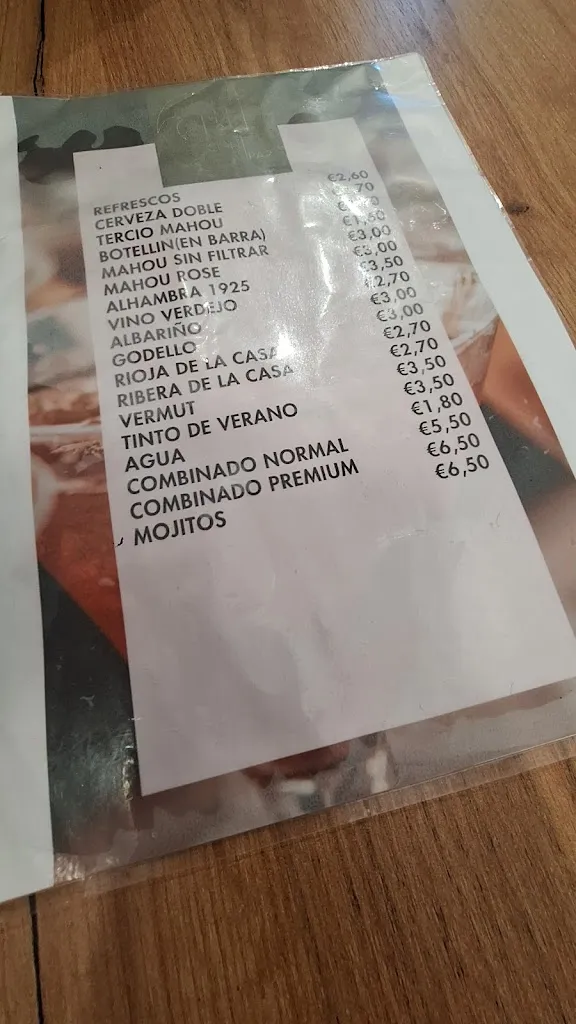 REFRESCOS €2,60
CERVEZA DOBLE
TERCIO MAHOU
BOTELLIN(EN BARRA)
MAHOU SIN FILTRAR €3,00
MAHOU ROSE €3,00
ALHAMBRA 1925 €3,50
VINO VERDEJO €2,70
ALBARIÑO €3,00
GODELLO €3,00
RIOJA DE LA CASA €2,70
RIBERA DE LA CASA €2,70
VERMUT €3,50
TINTO DE VERANO €3,50
AGUA €1,80
COMBINADO NORMAL €5,50
COMBINADO PREMIUM €6,50
MOJITOS €6,50